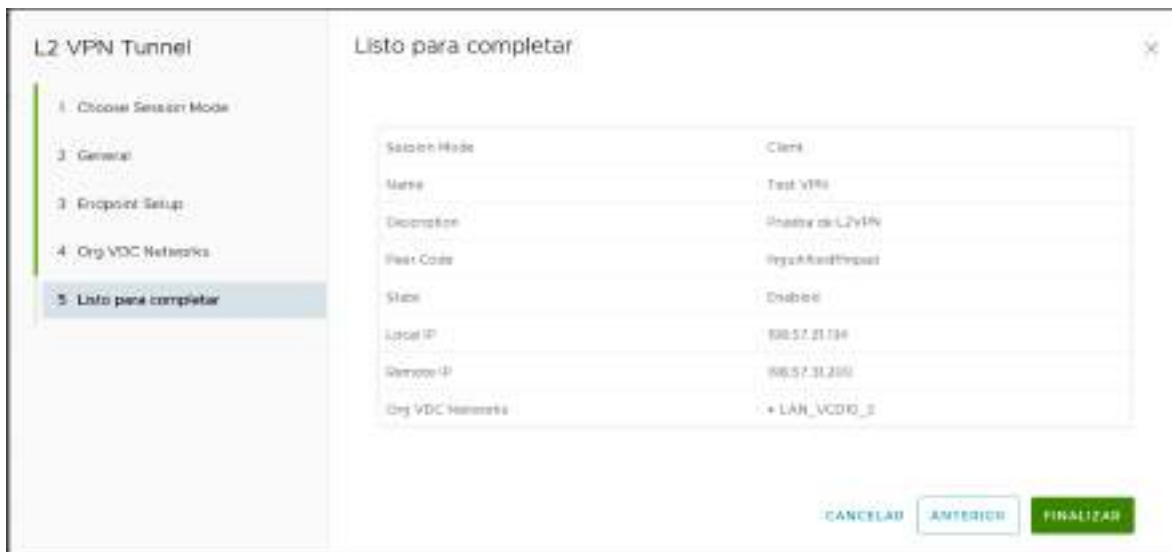 L2 VPN Tunnel
1 Choose Session Mode
2 General
3 Endpoint Setup
4 Org VDC Networks
5 Listo para completar
Listo para completar
Session Mode Client
Name Test VPN
Description Prueba de L2VPN
Peer Code
State Enabled
Local IP
Remote IP
Org VDC Networks • LAN_VCD10_2
CANCELAR ANTERIOR FINALIZAR